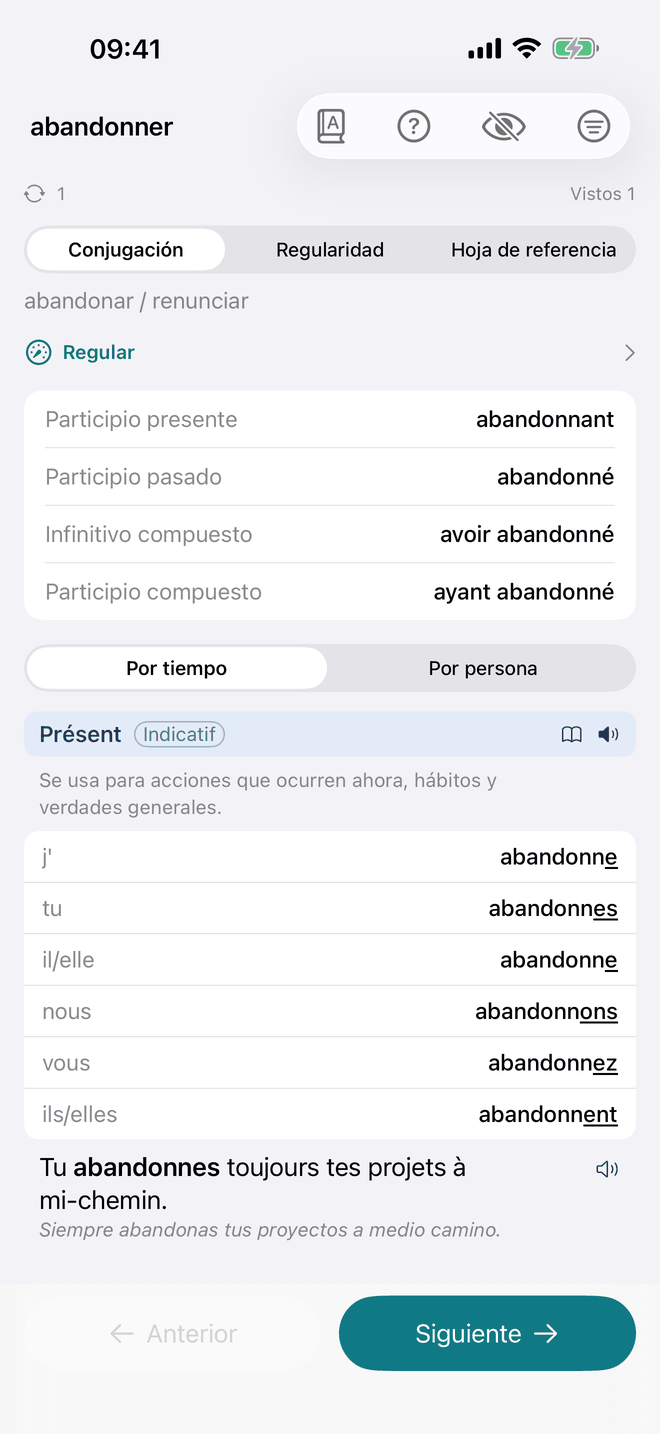 09:41
abandonner
1
Vistos 1
Conjugación Regularidad Hoja de referencia
abandonar / renunciar
Regular
Participio presente abandonnant
Participio pasado abandonné
Infinitivo compuesto avoir abandonné
Participio compuesto ayant abandonné
Por tiempo Por persona
Présent Indicatif
Se usa para acciones que ocurren ahora, hábitos y
verdades generales.
j' abandonne
tu abandonnes
il/elle abandonne
nous abandonnons
vous abandonnez
ils/elles abandonnent
Tu abandonnes toujours tes projets à
mi-chemin.
Siempre abandonas tus proyectos a medio camino.
← Anterior Siguiente →